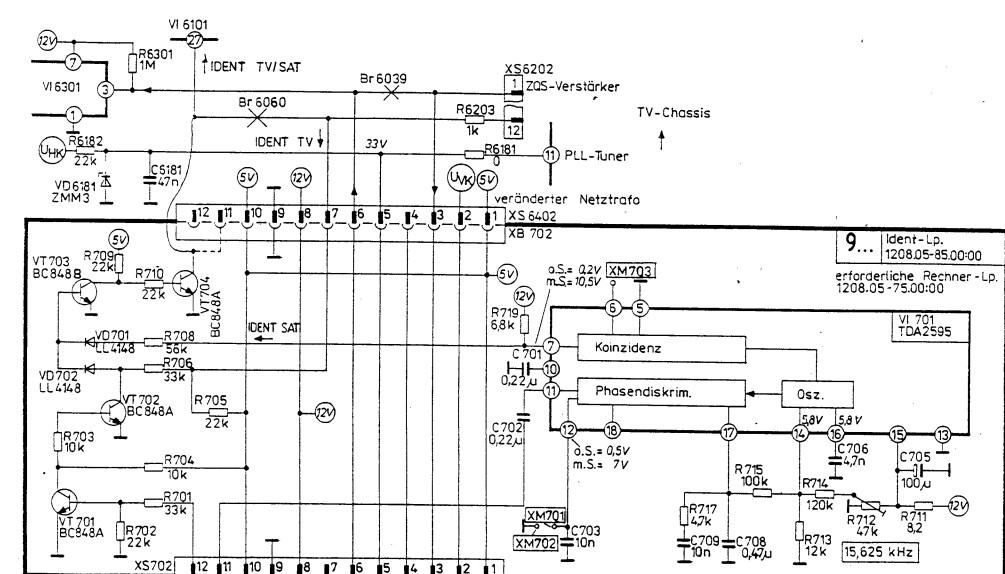 VI 6101
12V
27
7
R6301
1M
IDENT TV/SAT
VI 6301
3
Br 6039
XS6202
1
ZQS-Verstärker
Br 6060
R6203
1k
12
TV-Chassis
1
R6182
UHK
22k
IDENT TV
33V
R6181
0
11
PLL-Tuner
C6181
47n
VD6181
ZMM3
5V
12V
UVK
5V
veränderter Netztrafo
12 11 10 9 8 7 6 5 4 3 2 1
XS 6402
XB 702
9...
Ident-Lp.
1208.05-85.00:00
erforderliche Rechner-Lp.
1208.05-75.00:00
5V
R709
22k
VT703
BC848B
R710
22k
VT704
BC848A
5V
o.S.= 0,2V
m.S.= 10,5V
XM703
12V
R719
6,8k
6
5
VI 701
TDA2595
IDENT SAT
VD701
LL4148
R708
56k
7
Koinzidenz
C701
0,22µ
10
R706
33k
VD702
LL4148
11
Phasendiskrim.
Osz.
VT702
BC848A
R705
22k
12V
C702
0,22µ
12
18
17
5,8V
14
5,8V
16
15
13
R703
10k
o.S.= 0,5V
m.S.= 7V
C706
4,7n
C705
100µ
R704
10k
R715
100k
R714
120k
R701
33k
R717
4,7k
R712
47k
R711
8,2
12V
VT701
BC848A
R702
22k
XM701
XM702
C703
10n
C709
10n
C708
0,47µ
R713
12k
15,625 kHz
XS702
12 11 10 9 8 7 6 5 4 3 2 1